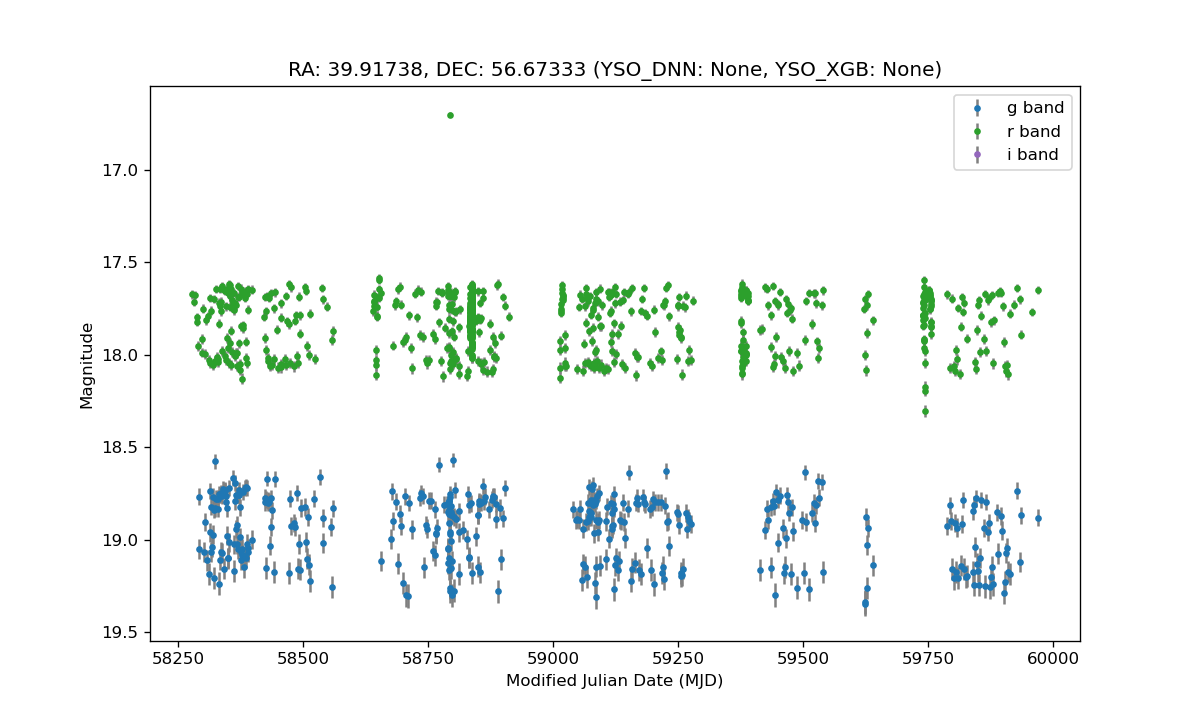 RA: 39.91738, DEC: 56.67333 (YSO_DNN: None, YSO_XGB: None)
g band
r band
i band
Magnitude
17.0
17.5
18.0
18.5
19.0
19.5
58250
58500
58750
59000
59250
59500
59750
60000
Modified Julian Date (MJD)